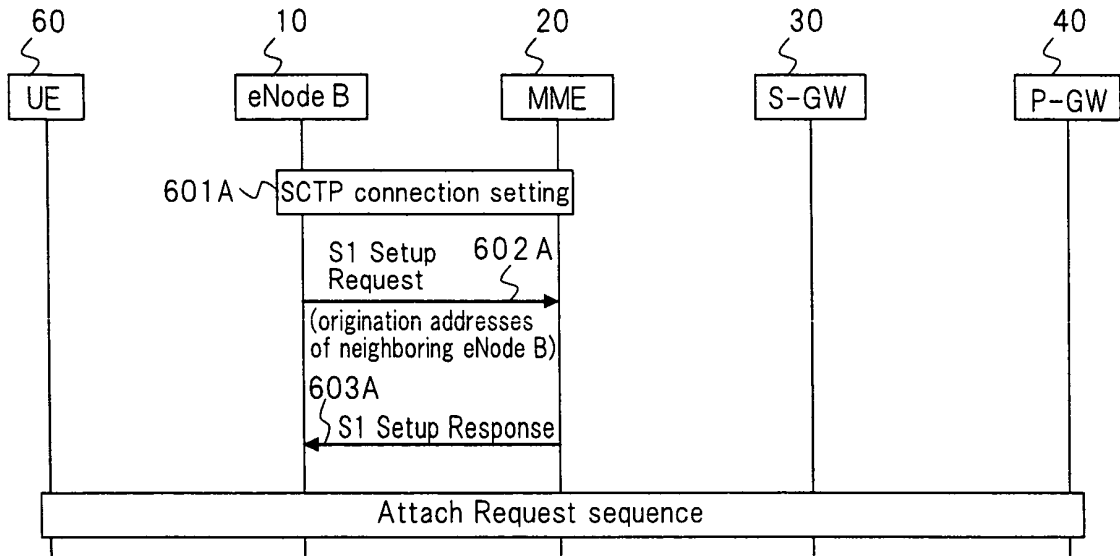 60
10
20
30
40
UE
eNode B
MME
S-GW
P-GW
601A
SCTP connection setting
S1 Setup
Request
602A
(origination addresses
of neighboring eNode B)
603A
S1 Setup Response
Attach Request sequence